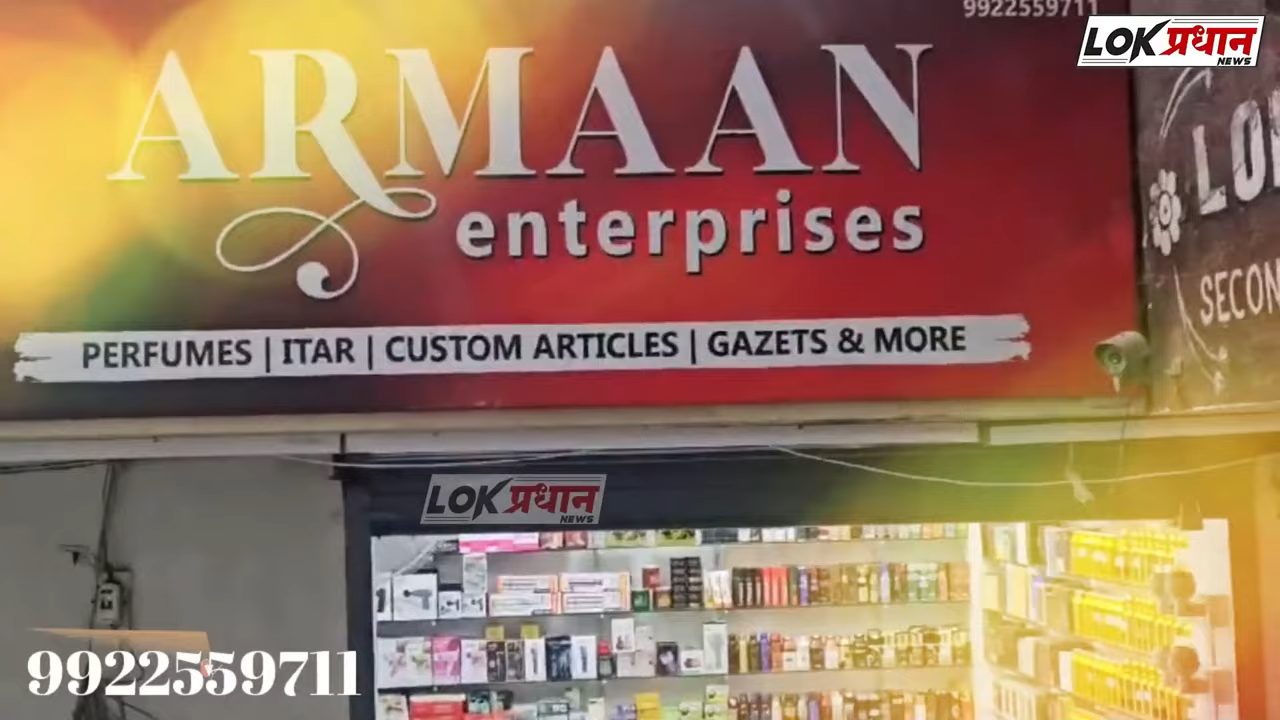 9922559711
LOKप्रधान
NEWS
ARMAAN
enterprises
PERFUMES | ITAR | CUSTOM ARTICLES | GAZETS & MORE
LOKप्रधान
NEWS
9922559711